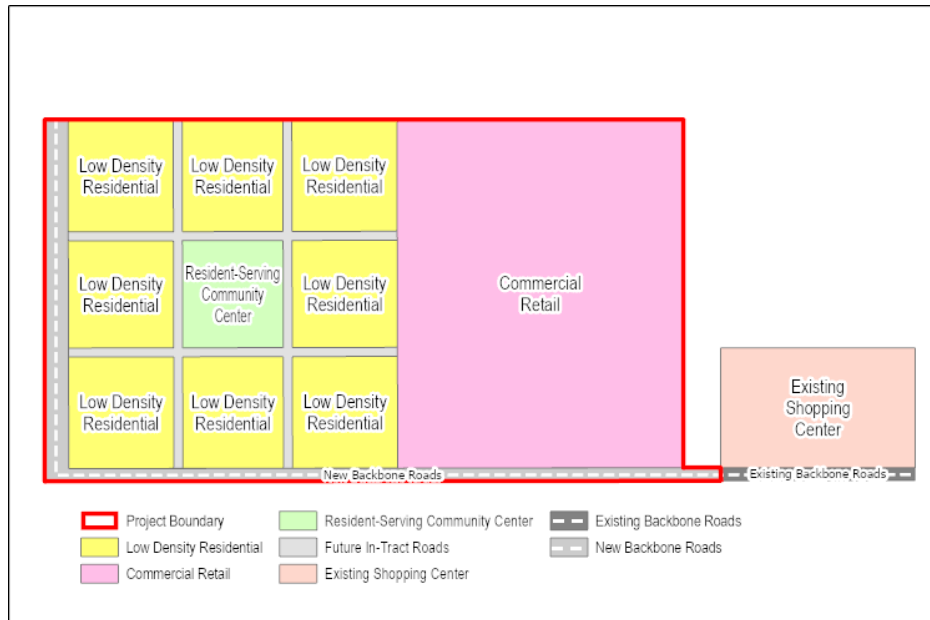 Low Density
Residential
Low Density
Residential
Low Density
Residential
Low Density
Residential
Resident-Serving
Community
Center
Low Density
Residential
Commercial
Retail
Low Density
Residential
Low Density
Residential
Low Density
Residential
Existing
Shopping
Center
New Backbone Roads
Existing Backbone Roads
Project Boundary
Resident-Serving Community Center
Existing Backbone Roads
Low Density Residential
Future In-Tract Roads
New Backbone Roads
Commercial Retail
Existing Shopping Center